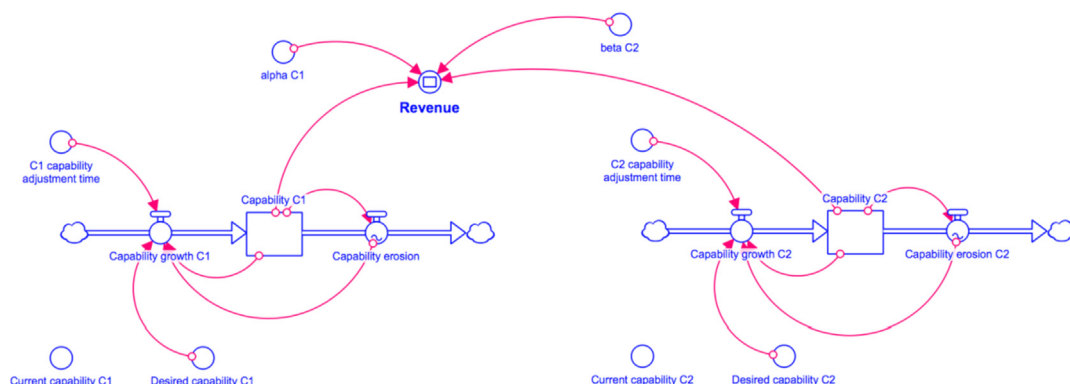 beta C2
alpha C1
Revenue
C1 capability
adjustment time
C2 capability
adjustment time
Capability C1
Capability C2
Capability growth C1
Capability erosion
Capability growth C2
Capability erosion C2
Current capability C1
Desired capability C1
Current capability C2
Desired capability C2